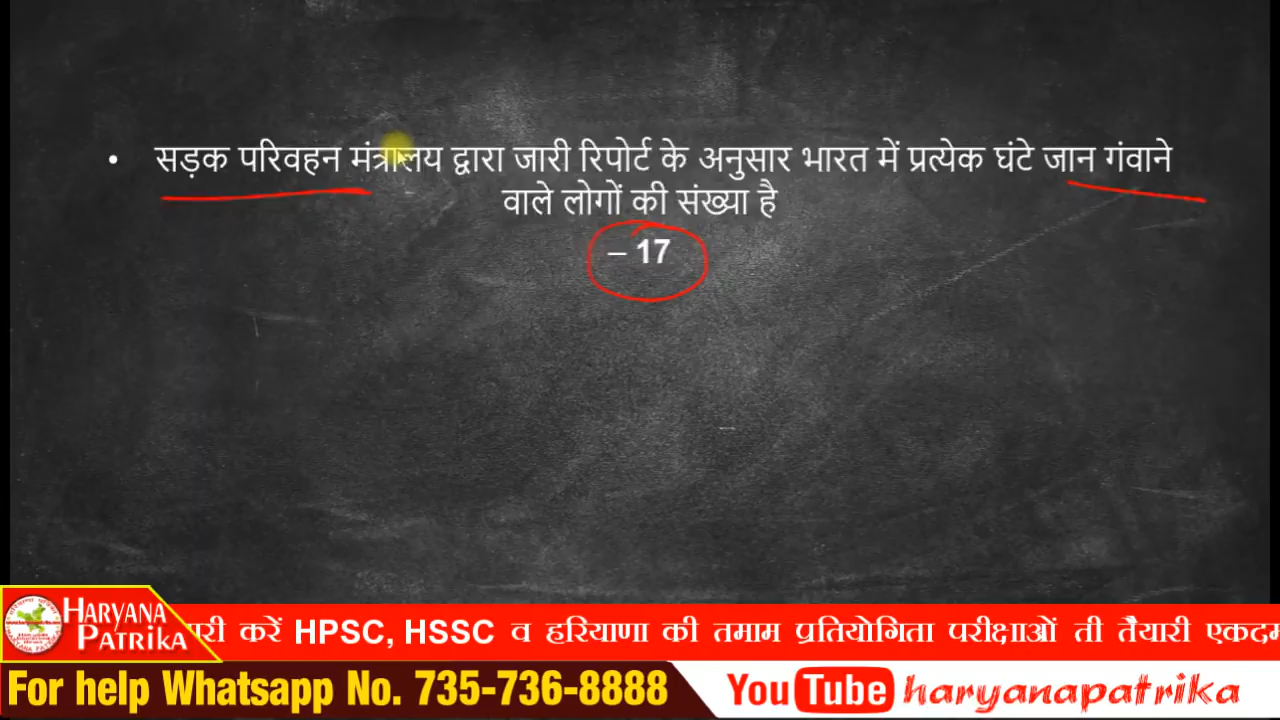 • सड़क परिवहन मंत्रालय द्वारा जारी रिपोर्ट के अनुसार भारत में प्रत्येक घंटे जान गंवाने
वाले लोगों की संख्या है
– 17
HARYANA
PATRIKA
ारी करें HPSC, HSSC व हरियाणा की तमाम प्रतियोगिता परीक्षाओं ती तैयारी एकदम
For help Whatsapp No. 735-736-8888
YouTube haryanapatrika